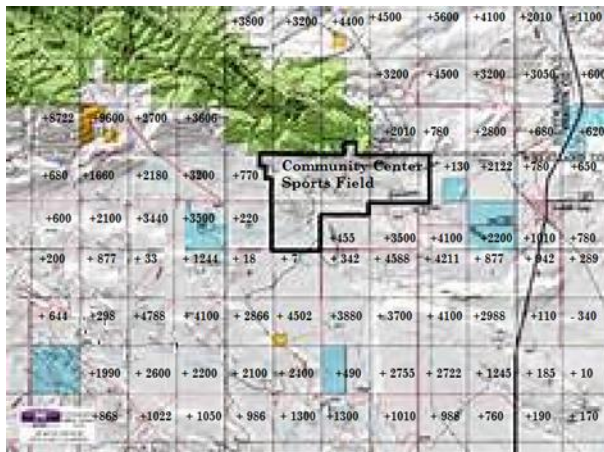 +3800 +3200 +4400 +4500 +5600 +4100 +2010 +1100
+3200 +4500 +3200 +3050 +600
+8722 +9600 +2700 +3606
+2010 +780 +2800 +680 +620
Community Center
Sports Field
+130 +2122 +780 +650
+680 +1660 +2180 +3200 +770
+600 +2100 +3440 +3500 +220
+455 +3500 +4100 +2200 +1010 +780
+200 + 877 + 33 + 1244 + 18 + 7 + 342 + 4588 + 4211 + 877 + 942 + 289
+ 644 +298 +4788 +4100 + 2866 + 4502 +3880 +3700 + 4100 +2988 +110 - 340
+1990 + 2600 + 2200 + 2100 + 2400 +490 + 2755 + 2722 + 1245 + 185 + 10
+868 +1022 + 1050 + 986 + 1300 +1300 +1010 + 988 +760 +190 + 170